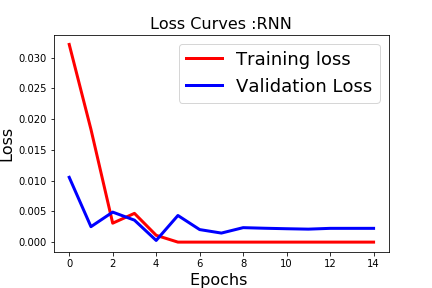 Loss Curves :RNN
Training loss
Validation Loss
Loss
0.030
0.025
0.020
0.015
0.010
0.005
0.000
0 2 4 6 8 10 12 14
Epochs